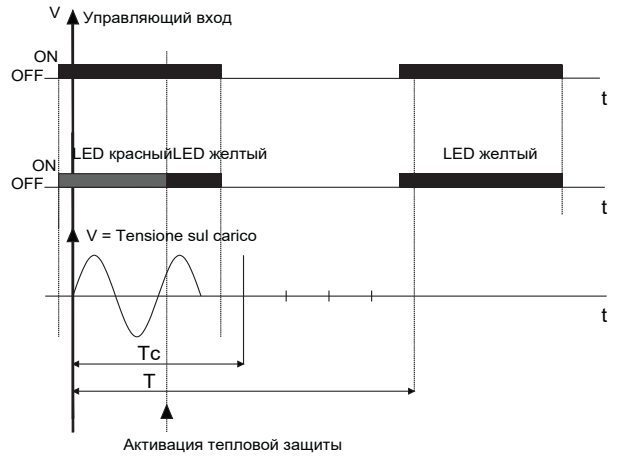 V
Управляющий вход
ON
OFF
t
LED красный LED желтый
LED желтый
ON
OFF
t
V = Tensione sul carico
t
Tc
T
Активация тепловой защиты